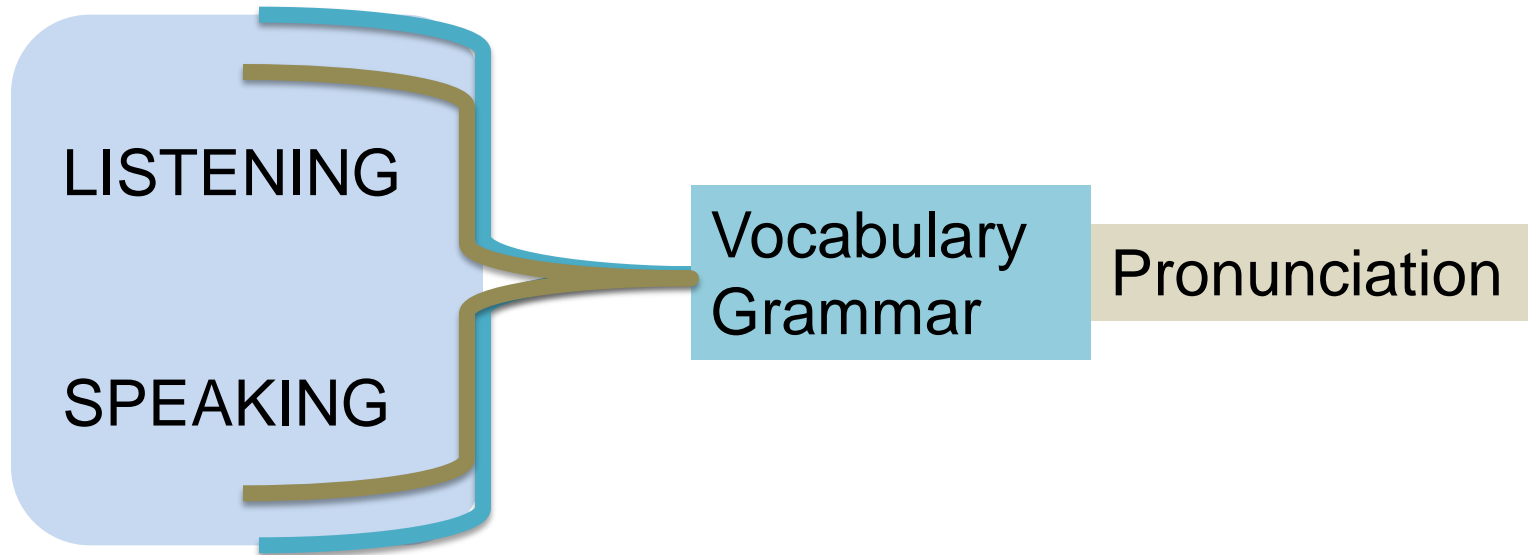 LISTENING
SPEAKING
Vocabulary
Grammar
Pronunciation